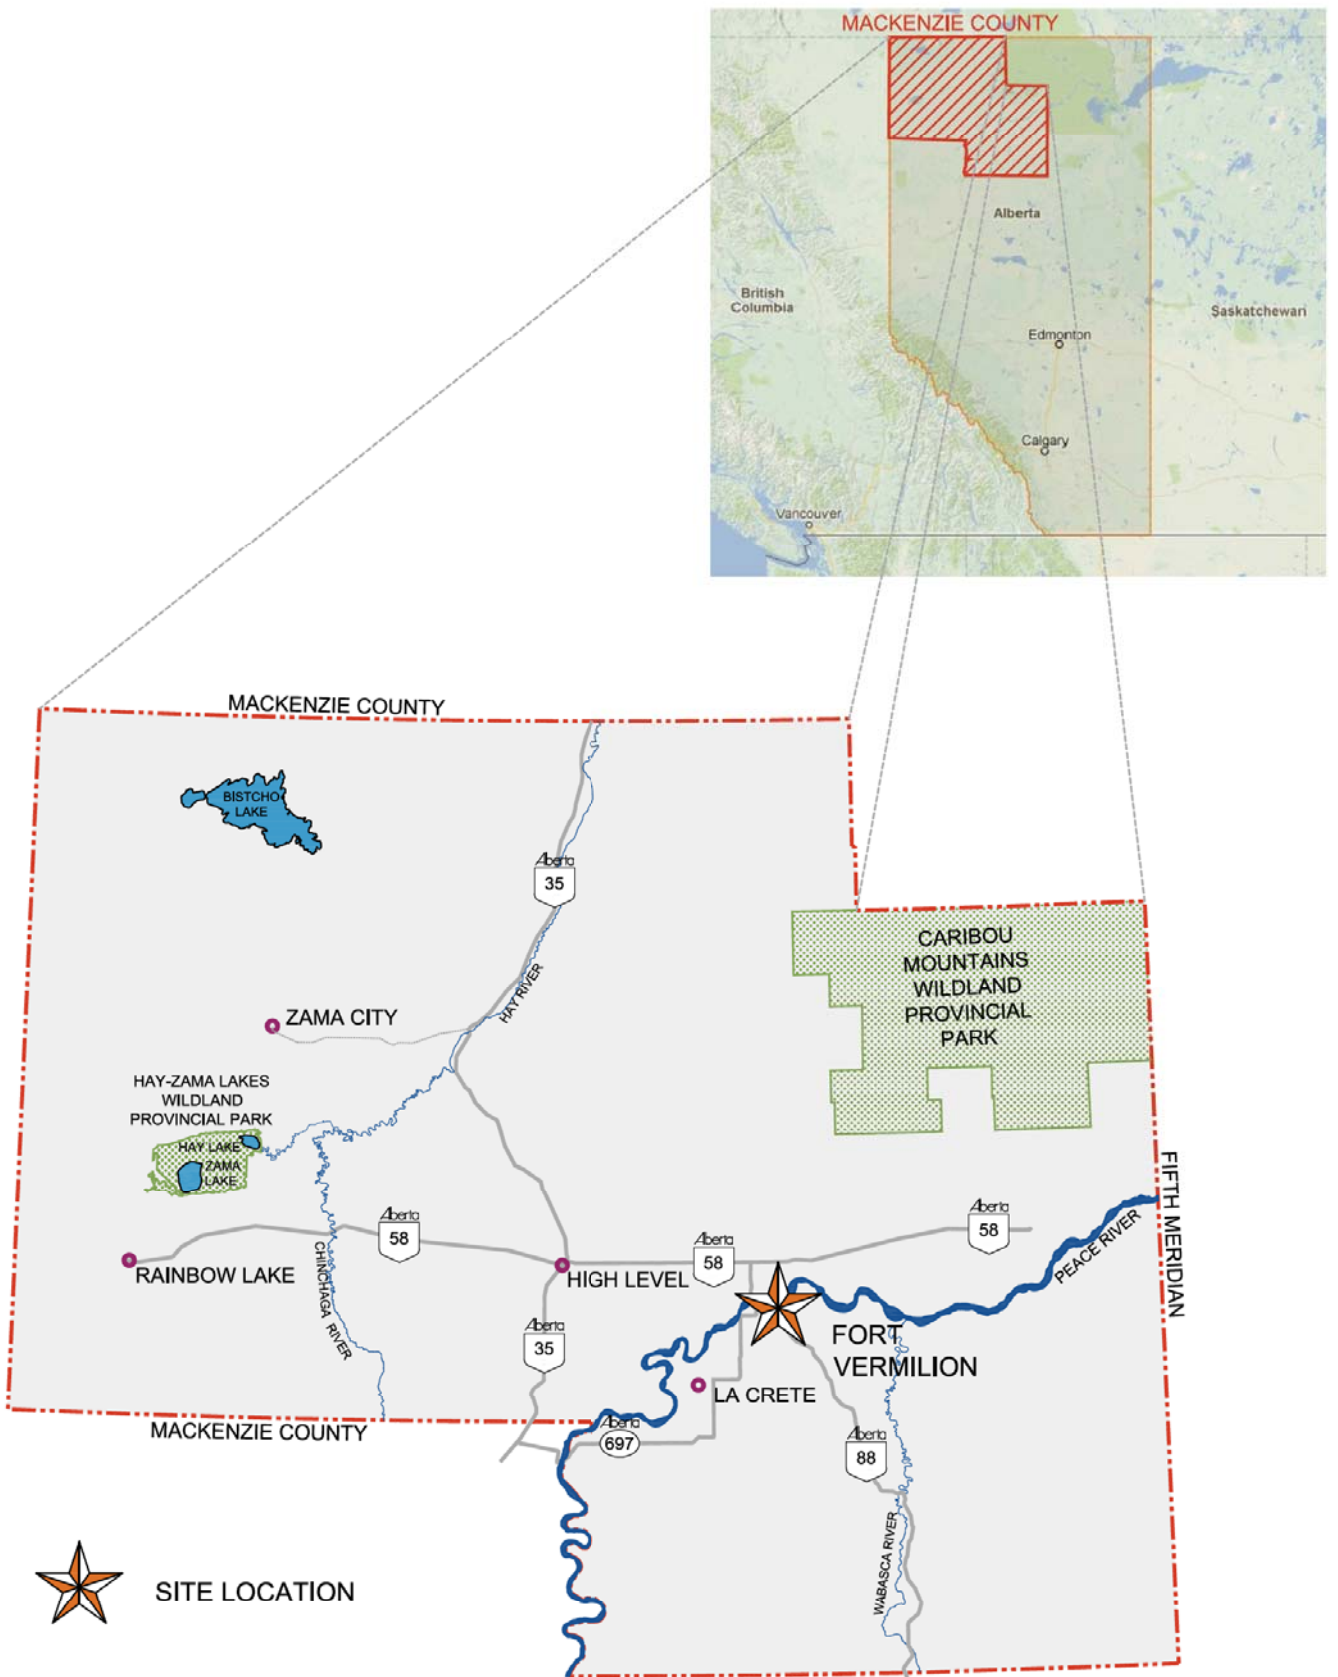 MACKENZIE COUNTY
Alberta
British
Columbia
Saskatchewan
Edmonton
Calgary
Vancouver
MACKENZIE COUNTY
BISTCHO
LAKE
Alberta
35
HAY RIVER
CARIBOU
MOUNTAINS
WILDLAND
PROVINCIAL
PARK
ZAMA CITY
HAY-ZAMA LAKES
WILDLAND
PROVINCIAL PARK
HAY LAKE
ZAMA
LAKE
FIFTH MERIDIAN
PEACE RIVER
Alberta
58
Alberta
58
Alberta
58
RAINBOW LAKE
CHINCHAGA RIVER
HIGH LEVEL
Alberta
35
FORT
VERMILION
LA CRETE
MACKENZIE COUNTY
Alberta
697
Alberta
88
WABASCA RIVER
SITE LOCATION